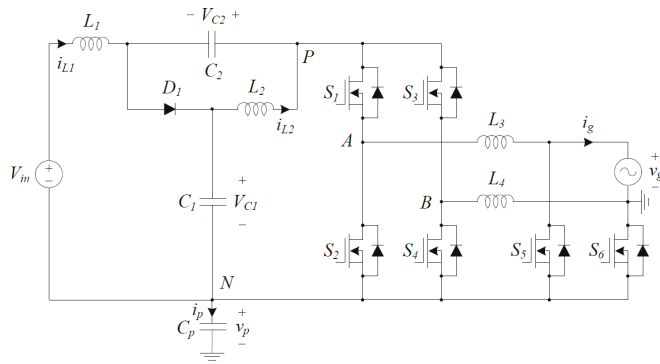 L1
iL1
− VC2 +
C2
P
D1
L2
iL2
S1
S3
A
L3
ig
Vin
+
−
C1
+
VC1
−
B
L4
+
vg
−
S2
S4
S5
S6
N
ip
Cp
+
vp
−